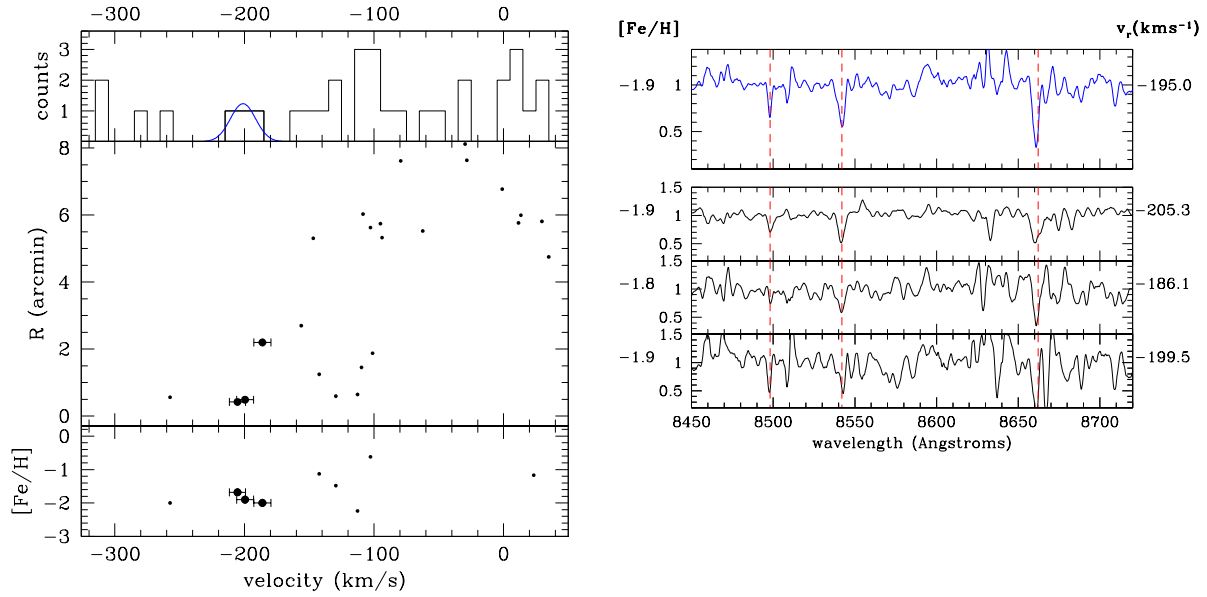 −300 −200 −100 0
counts
3
2
1
R (arcmin)
8
6
4
2
0
[Fe/H]
0
−1
−2
−3
−300 −200 −100 0
velocity (km/s)
[Fe/H] v_r(kms⁻¹)
−1.9 1 0.5 −195.0
−1.9 1.5 1 0.5 −205.3
−1.8 1.5 1 0.5 −186.1
−1.9 1.5 1 0.5 −199.5
8450 8500 8550 8600 8650 8700
wavelength (Angstroms)